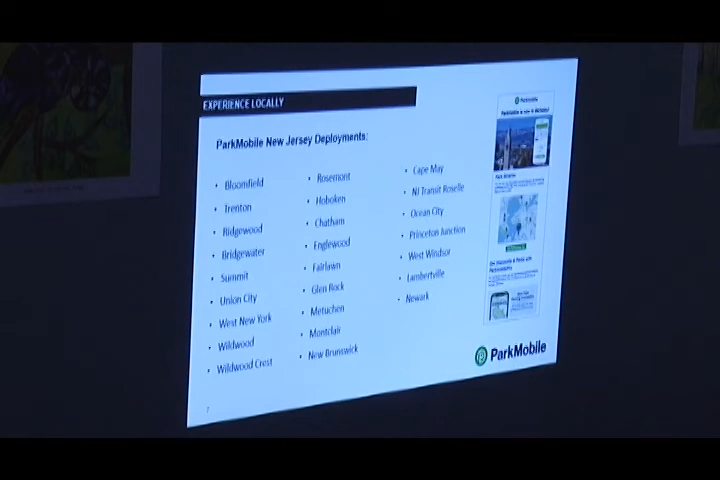 EXPERIENCE LOCALLY
ParkMobile New Jersey Deployments:
Bloomfield
Trenton
Ridgewood
Bridgewater
Summit
Union City
West New York
Wildwood
Wildwood Crest
Rosemont
Hoboken
Chatham
Englewood
Fairlawn
Glen Rock
Metuchen
Montclair
New Brunswick
Cape May
NJ Transit Roselle
Ocean City
Princeton Junction
West Windsor
Lambertville
Newark
ParkMobile
ParkMobile
7